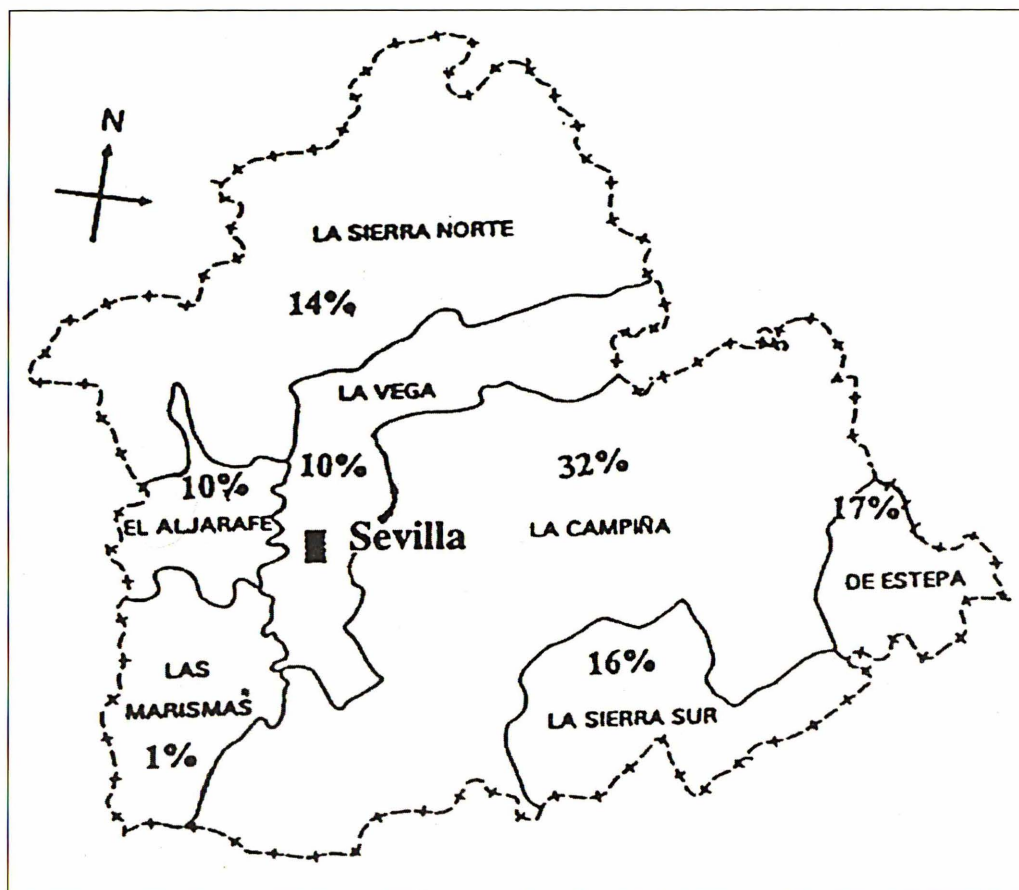 N
LA SIERRA NORTE
14%
LA VEGA
10%
10%
EL ALJARAFE
Sevilla
32%
LA CAMPIÑA
17%
DE ESTEPA
LAS
MARISMAS
1%
16%
LA SIERRA SUR